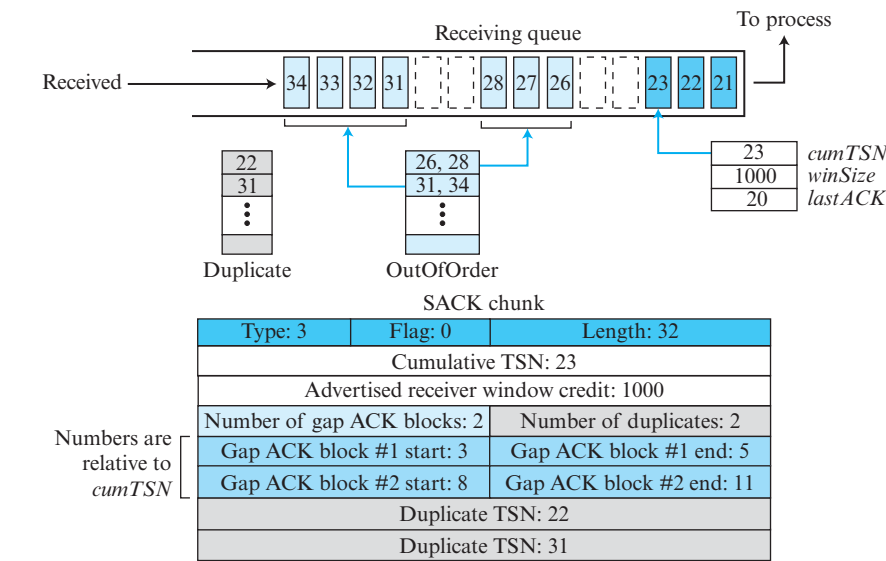 To process
Receiving queue
Received
34 33 32 31 28 27 26 23 22 21
23 cumTSN
1000 winSize
20 lastACK
22
31
Duplicate
26, 28
31, 34
OutOfOrder
SACK chunk
Type: 3 Flag: 0 Length: 32
Cumulative TSN: 23
Advertised receiver window credit: 1000
Number of gap ACK blocks: 2 Number of duplicates: 2
Numbers are
relative to
cumTSN
Gap ACK block #1 start: 3 Gap ACK block #1 end: 5
Gap ACK block #2 start: 8 Gap ACK block #2 end: 11
Duplicate TSN: 22
Duplicate TSN: 31